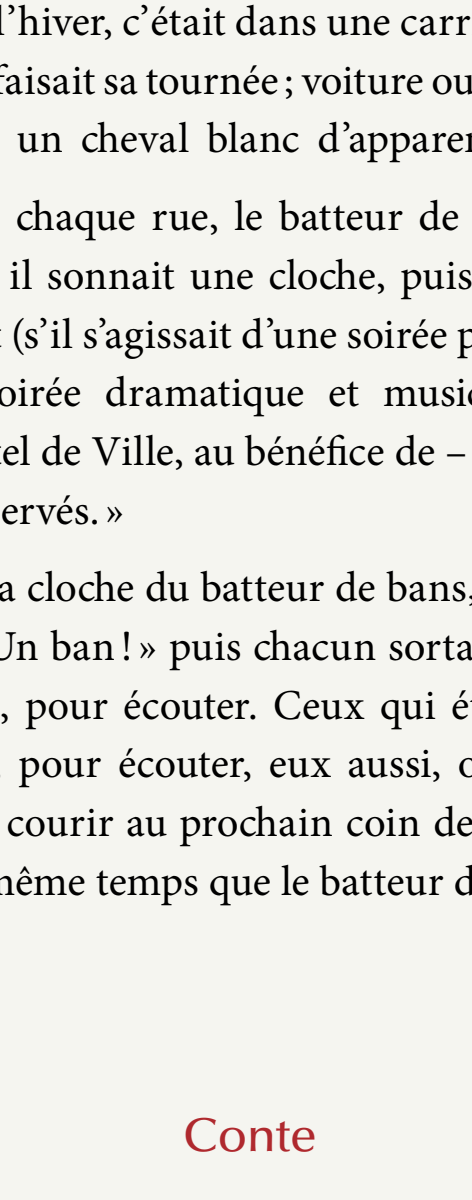 l’hiver, c’était dans une carr
faisait sa tournée ; voiture ou
un cheval blanc d’apparen
chaque rue, le batteur de
il sonnait une cloche, puis
(s’il s’agissait d’une soirée p
oirée dramatique et music
el de Ville, au bénéfice de –
ervés. »
a cloche du batteur de bans,
Un ban ! » puis chacun sorta
, pour écouter. Ceux qui ét
pour écouter, eux aussi, o
courir au prochain coin de
même temps que le batteur d
Conte